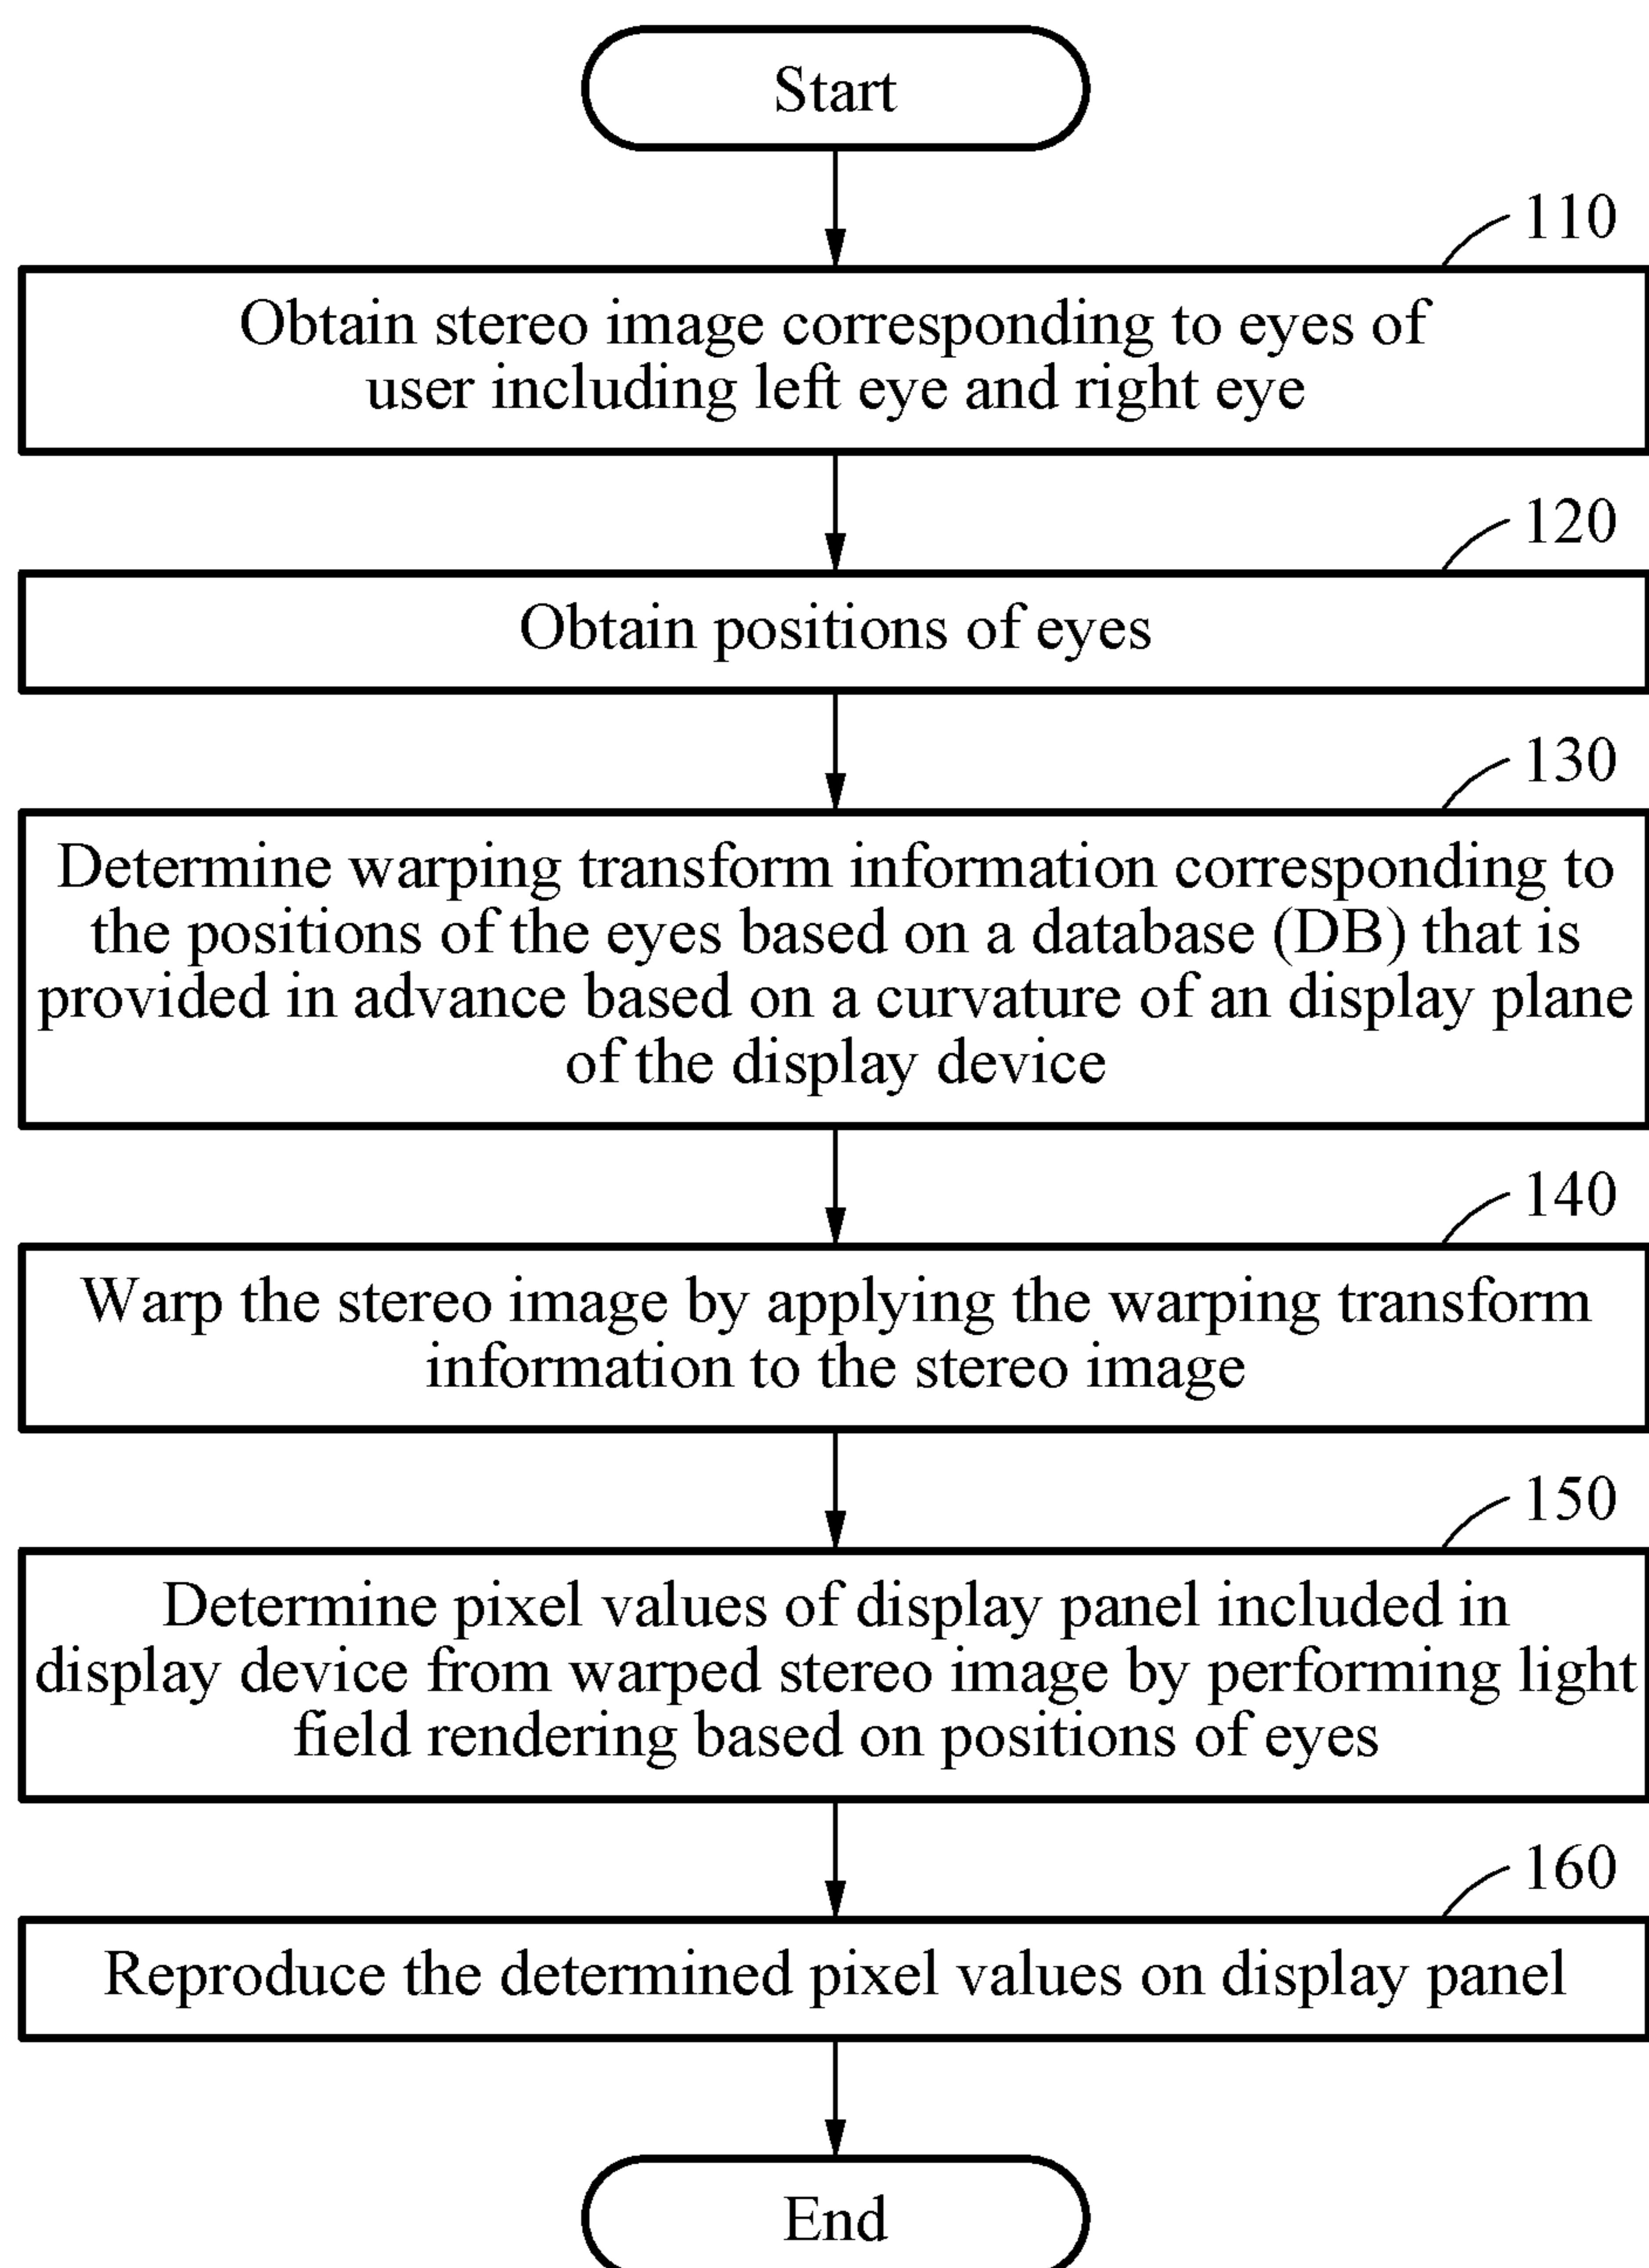 Start
110
Obtain stereo image corresponding to eyes of
user including left eye and right eye
120
Obtain positions of eyes
130
Determine warping transform information corresponding to
the positions of the eyes based on a database (DB) that is
provided in advance based on a curvature of an display plane
of the display device
140
Warp the stereo image by applying the warping transform
information to the stereo image
150
Determine pixel values of display panel included in
display device from warped stereo image by performing light
field rendering based on positions of eyes
160
Reproduce the determined pixel values on display panel
End